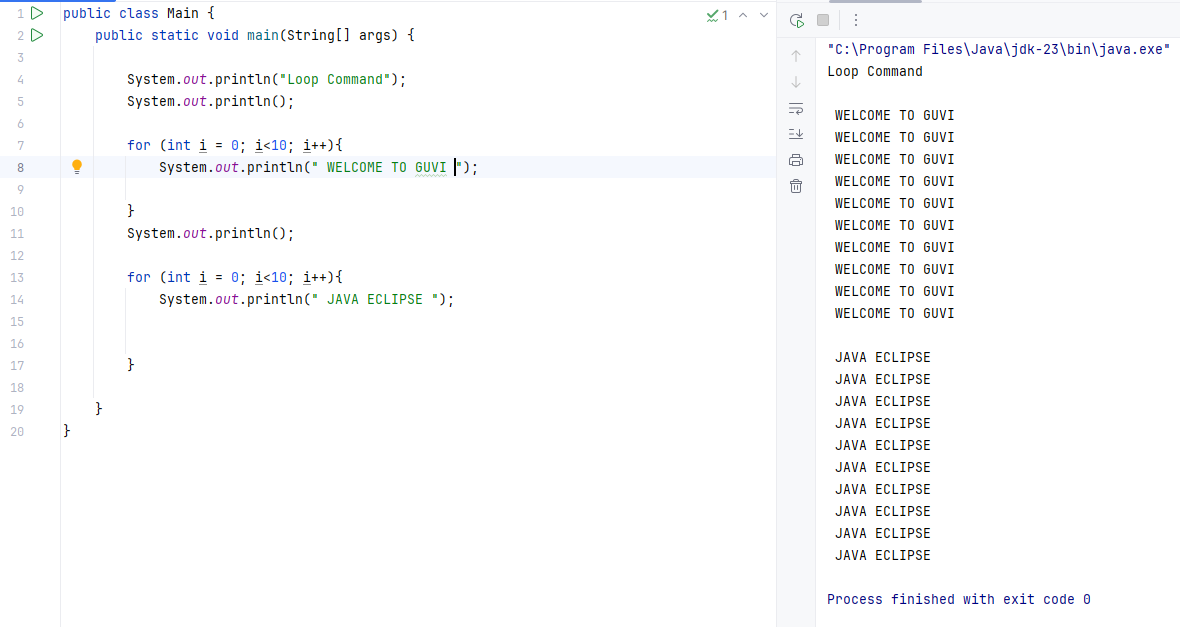 1 public class Main {
2 public static void main(String[] args) {
3
4 System.out.println("Loop Command");
5 System.out.println();
6
7 for (int i = 0; i<10; i++){
8 System.out.println(" WELCOME TO GUVI ");
9
10 }
11 System.out.println();
12
13 for (int i = 0; i<10; i++){
14 System.out.println(" JAVA ECLIPSE ");
15
16
17 }
18
19 }
20 }
1
"C:\Program Files\Java\jdk-23\bin\java.exe"
Loop Command
WELCOME TO GUVI
WELCOME TO GUVI
WELCOME TO GUVI
WELCOME TO GUVI
WELCOME TO GUVI
WELCOME TO GUVI
WELCOME TO GUVI
WELCOME TO GUVI
WELCOME TO GUVI
WELCOME TO GUVI
JAVA ECLIPSE
JAVA ECLIPSE
JAVA ECLIPSE
JAVA ECLIPSE
JAVA ECLIPSE
JAVA ECLIPSE
JAVA ECLIPSE
JAVA ECLIPSE
JAVA ECLIPSE
JAVA ECLIPSE
Process finished with exit code 0